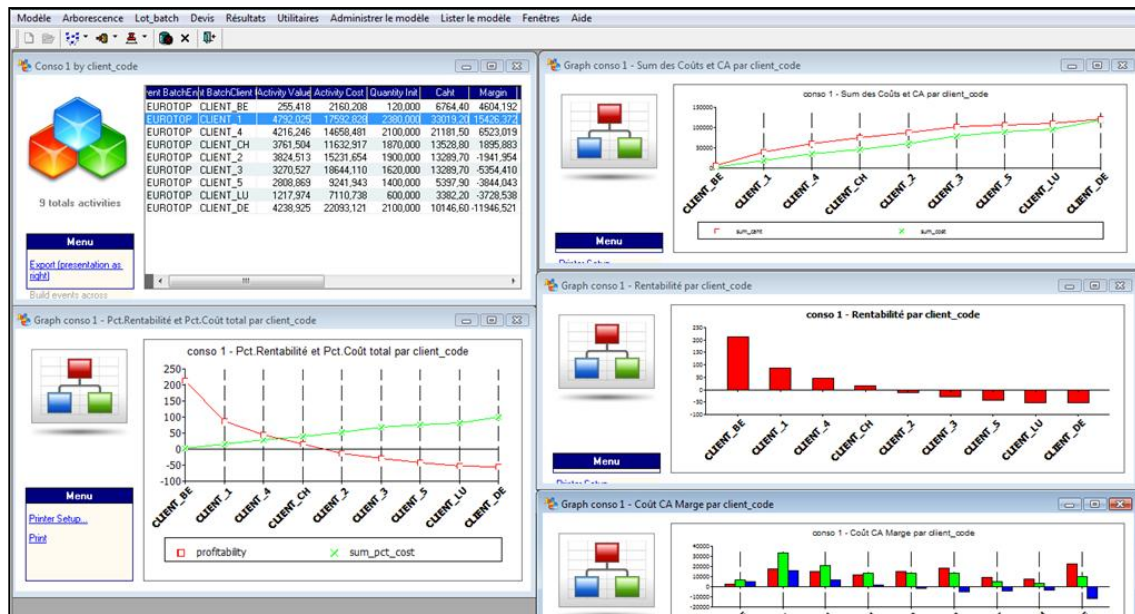 Modèle Arborescence Lot_batch Devis Résultats Utilitaires Administrer le modèle Lister le modèle Fenêtres Aide
Conso 1 by client_code
ent BatchEn t BatchClient Activity Value Activity Cost Quantity Init Caht Margin
EUROTOP CLIENT_BE 255,418 2160,208 120,000 6764,40 4604,192
EUROTOP CLIENT_1 4792,025 17592,828 2380,000 33019,20 15426,372
EUROTOP CLIENT_4 4216,246 14658,481 2100,000 21181,50 6523,019
EUROTOP CLIENT_CH 3761,504 11632,917 1870,000 13528,80 1895,883
EUROTOP CLIENT_2 3824,513 15231,654 1900,000 13289,70 -1941,954
EUROTOP CLIENT_3 3270,527 18644,110 1620,000 13289,70 -5354,410
EUROTOP CLIENT_5 2808,869 9241,943 1400,000 5397,90 -3844,043
EUROTOP CLIENT_LU 1217,974 7110,738 600,000 3382,20 -3728,538
EUROTOP CLIENT_DE 4238,925 22093,121 2100,000 10146,60 -11946,521
9 totals activities
Menu
Export (presentation as
right)
Build events across
Graph conso 1 - Sum des Coûts et CA par client_code
conso 1 - Sum des Coûts et CA par client_code
150000
100000
50000
0
CLIENT_BE CLIENT_1 CLIENT_4 CLIENT_CH CLIENT_2 CLIENT_3 CLIENT_5 CLIENT_LU CLIENT_DE
sum_caht sum_cost
Menu
Printer Setup...
Graph conso 1 - Pct.Rentabilité et Pct.Coût total par client_code
conso 1 - Pct.Rentabilité et Pct.Coût total par client_code
250
200
150
100
50
0
-50
-100
CLIENT_BE CLIENT_1 CLIENT_4 CLIENT_CH CLIENT_2 CLIENT_3 CLIENT_5 CLIENT_LU CLIENT_DE
profitability sum_pct_cost
Menu
Printer Setup...
Print
Graph conso 1 - Rentabilité par client_code
conso 1 - Rentabilité par client_code
230
200
150
100
50
0
-50
-100
CLIENT_BE CLIENT_1 CLIENT_4 CLIENT_CH CLIENT_2 CLIENT_3 CLIENT_5 CLIENT_LU CLIENT_DE
Menu
Printer Setup...
Graph conso 1 - Coût CA Marge par client_code
conso 1 - Coût CA Marge par client_code
40000
30000
20000
10000
0
-10000
-20000